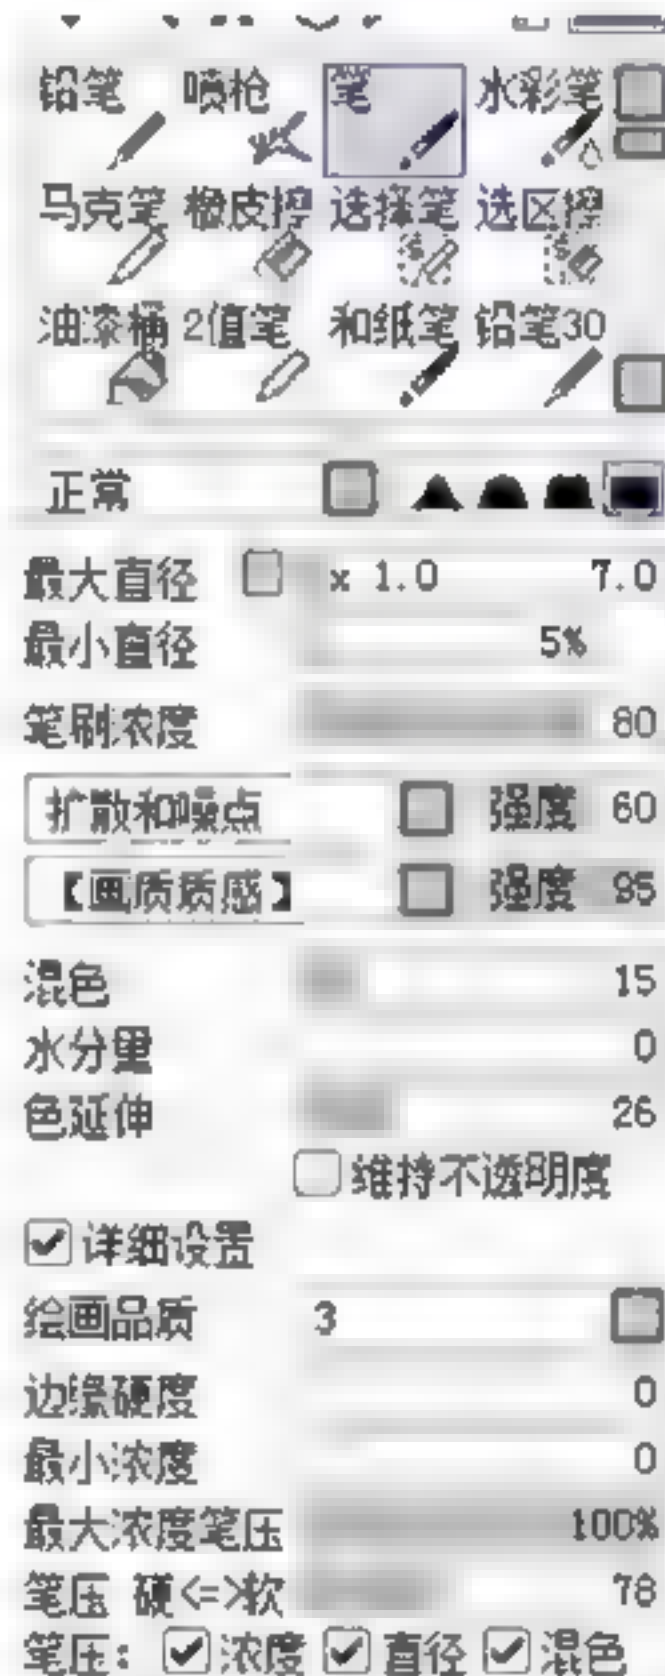 铅笔 喷枪 笔 水彩笔
马克笔 橡皮擦 选择笔 选区擦
油漆桶 2值笔 和纸笔 铅笔30
正常
最大直径 x 1.0 7.0
最小直径 5%
笔刷浓度 80
扩散和噪点 强度 60
【画质质感】 强度 95
混色 15
水分量 0
色延伸 26
维持不透明度
详细设置
绘画品质 3
边缘硬度 0
最小浓度 0
最大浓度笔压 100%
笔压 硬<=>软 78
笔压: 浓度 直径 混色